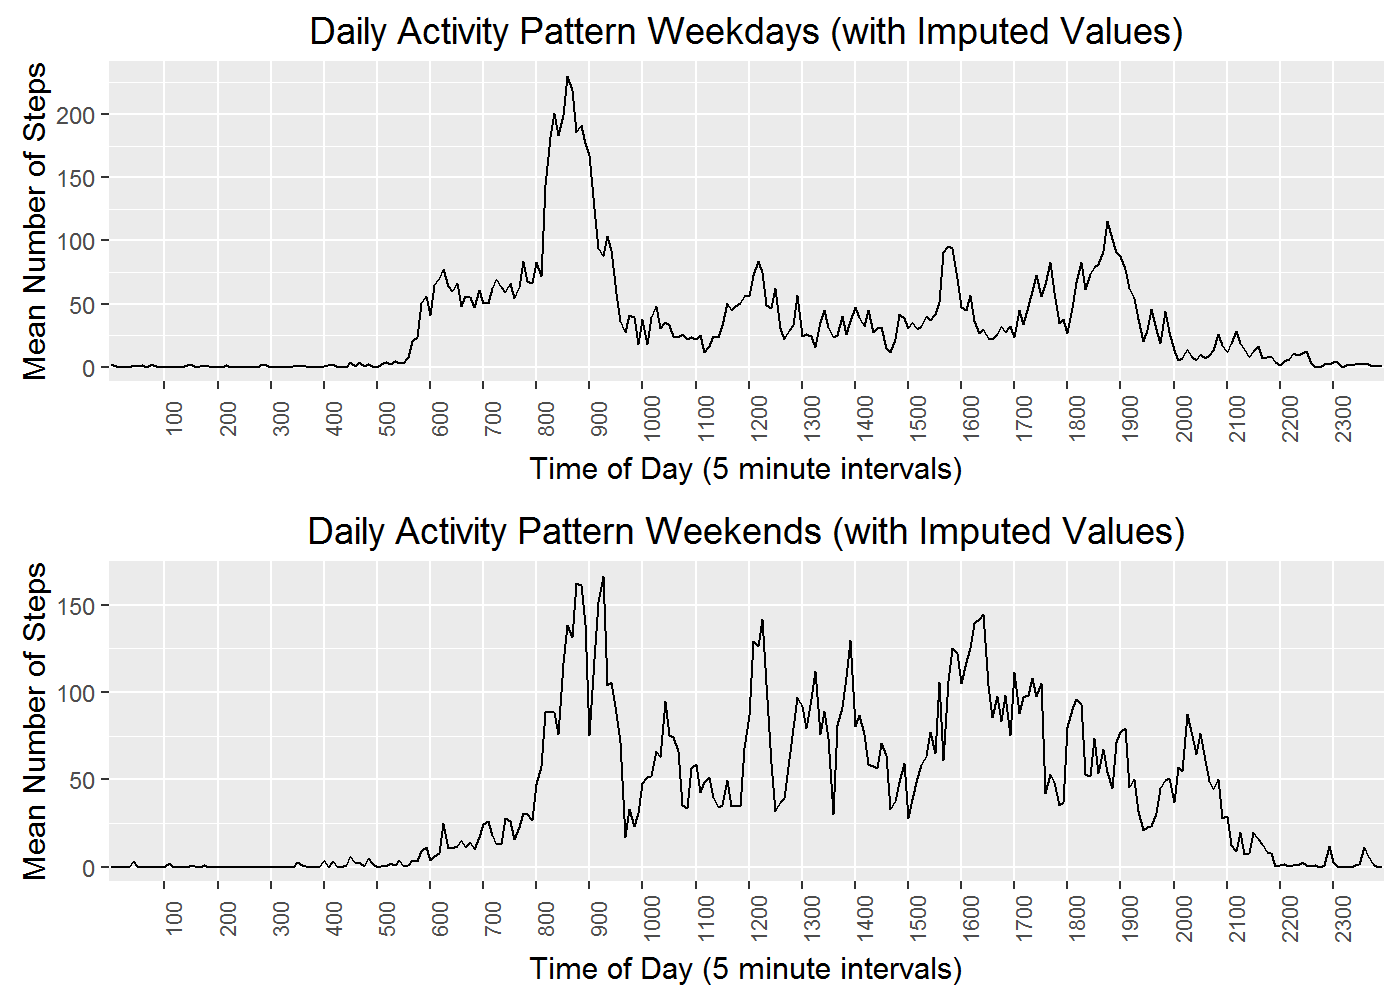 Daily Activity Pattern Weekdays (with Imputed Values)
Mean Number of Steps
200
150
100
50
0
100 200 300 400 500 600 700 800 900 1000 1100 1200 1300 1400 1500 1600 1700 1800 1900 2000 2100 2200 2300
Time of Day (5 minute intervals)
Daily Activity Pattern Weekends (with Imputed Values)
Mean Number of Steps
150
100
50
0
100 200 300 400 500 600 700 800 900 1000 1100 1200 1300 1400 1500 1600 1700 1800 1900 2000 2100 2200 2300
Time of Day (5 minute intervals)